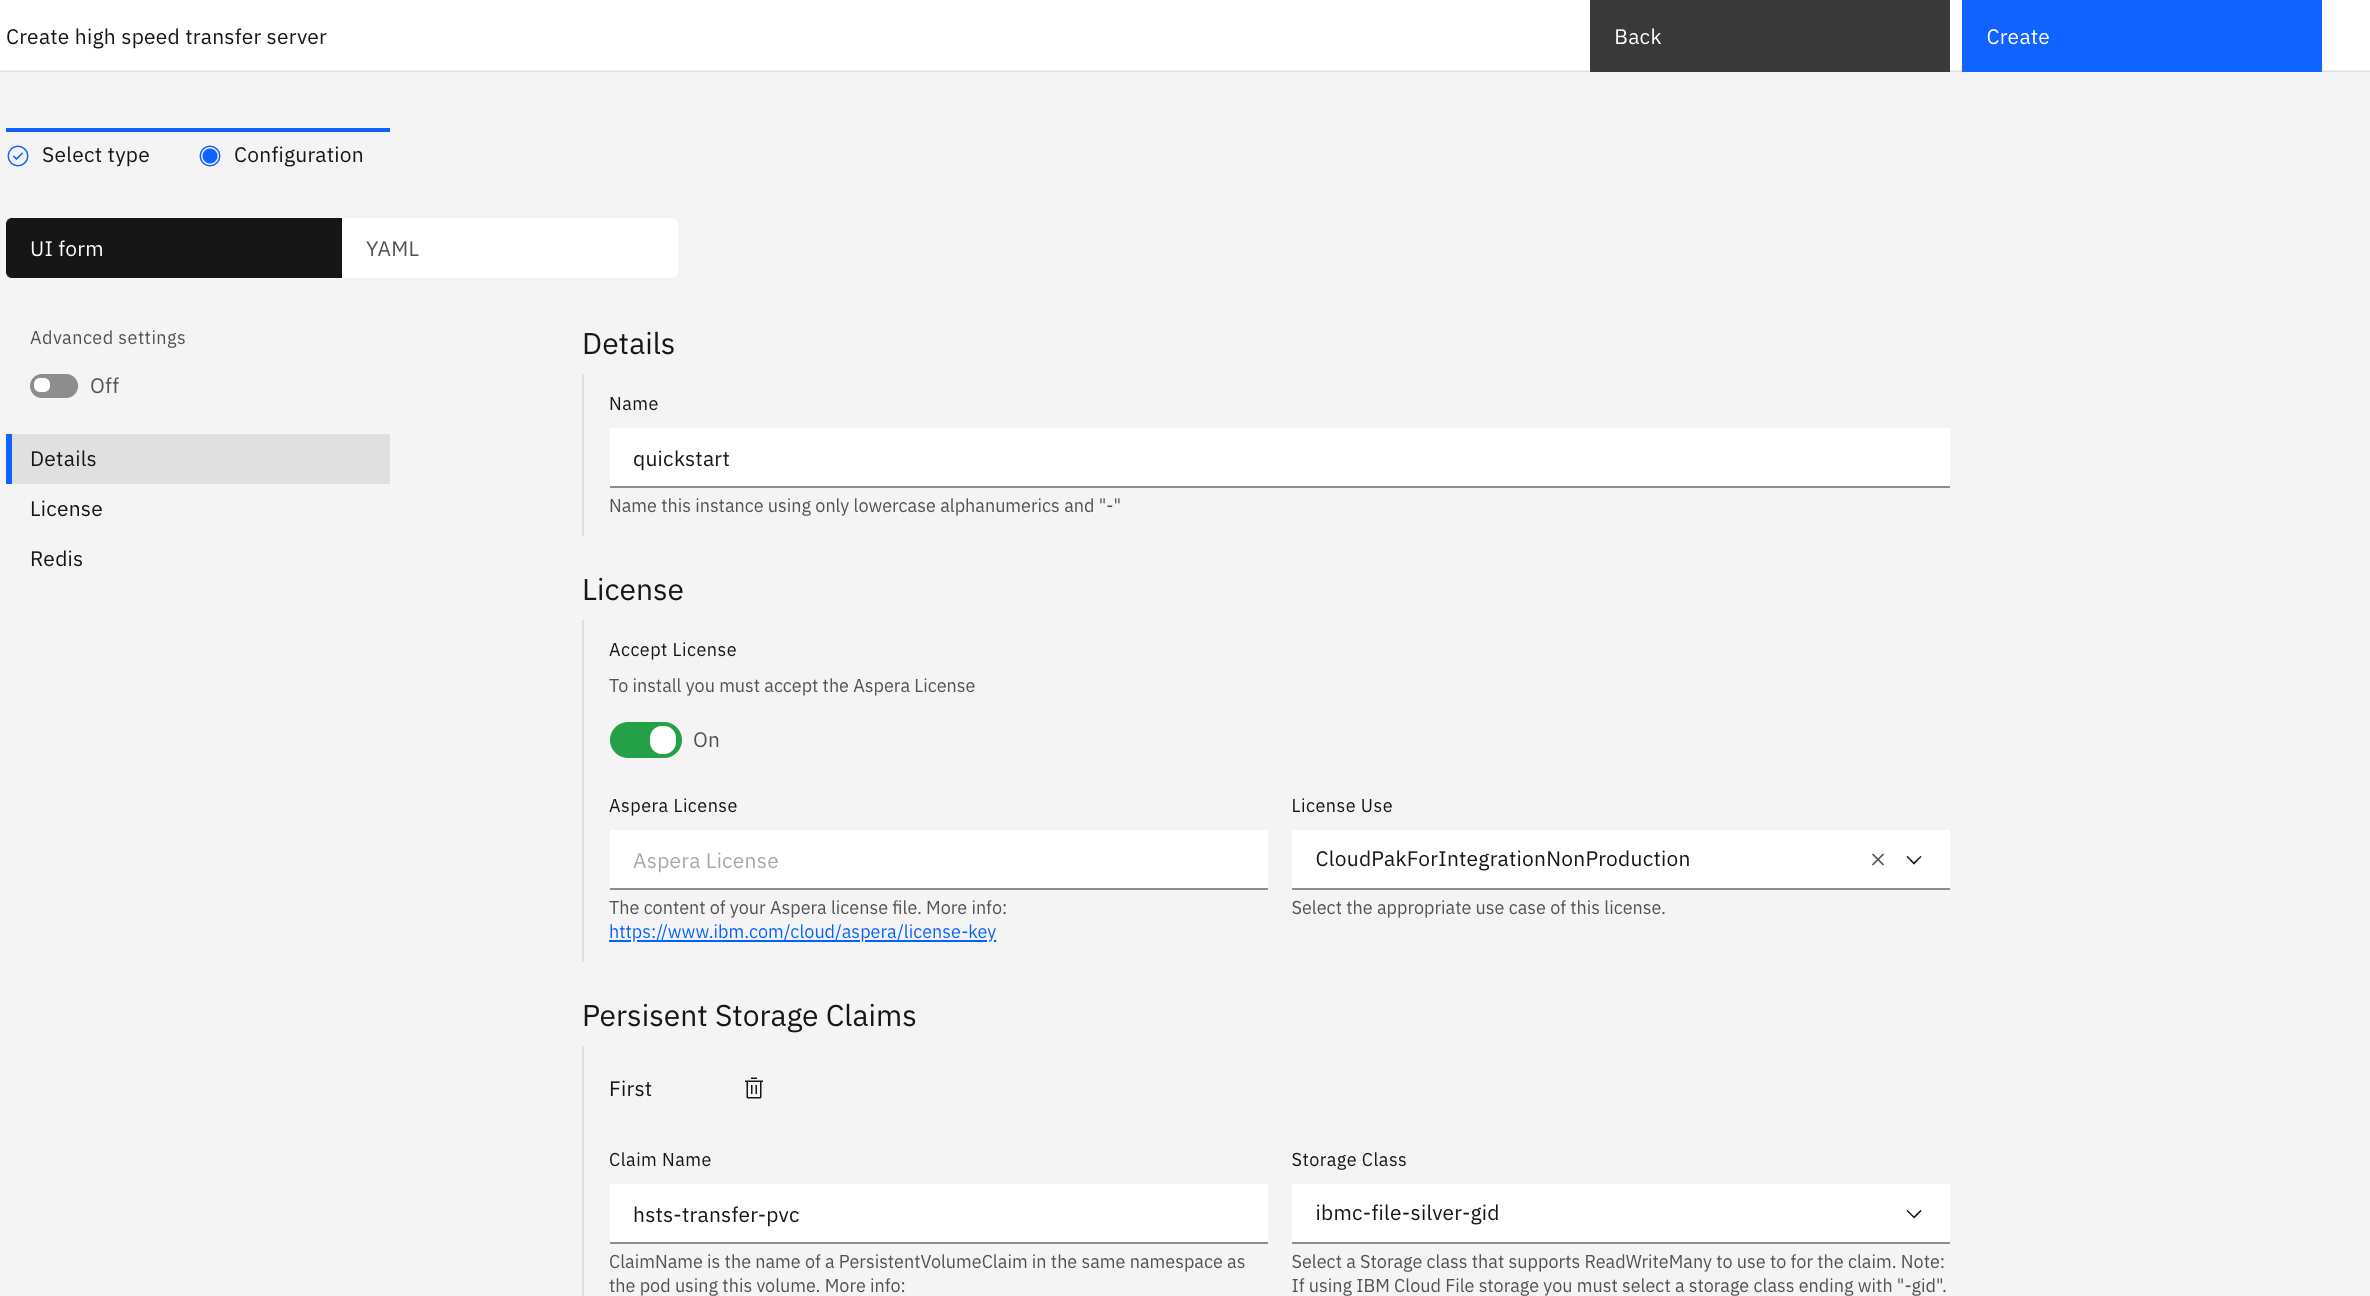 Create high speed transfer server
Back
Create
Select type
Configuration
UI form
YAML
Advanced settings
Off
Details
License
Redis
Details
Name
quickstart
Name this instance using only lowercase alphanumerics and "-"
License
Accept License
To install you must accept the Aspera License
On
Aspera License
Aspera License
The content of your Aspera license file. More info:
https://www.ibm.com/cloud/aspera/license-key
License Use
CloudPakForIntegrationNonProduction
Select the appropriate use case of this license.
Persisent Storage Claims
First
Claim Name
hsts-transfer-pvc
ClaimName is the name of a PersistentVolumeClaim in the same namespace as
the pod using this volume. More info:
Storage Class
ibmc-file-silver-gid
Select a Storage class that supports ReadWriteMany to use to for the claim. Note:
If using IBM Cloud File storage you must select a storage class ending with "-gid".